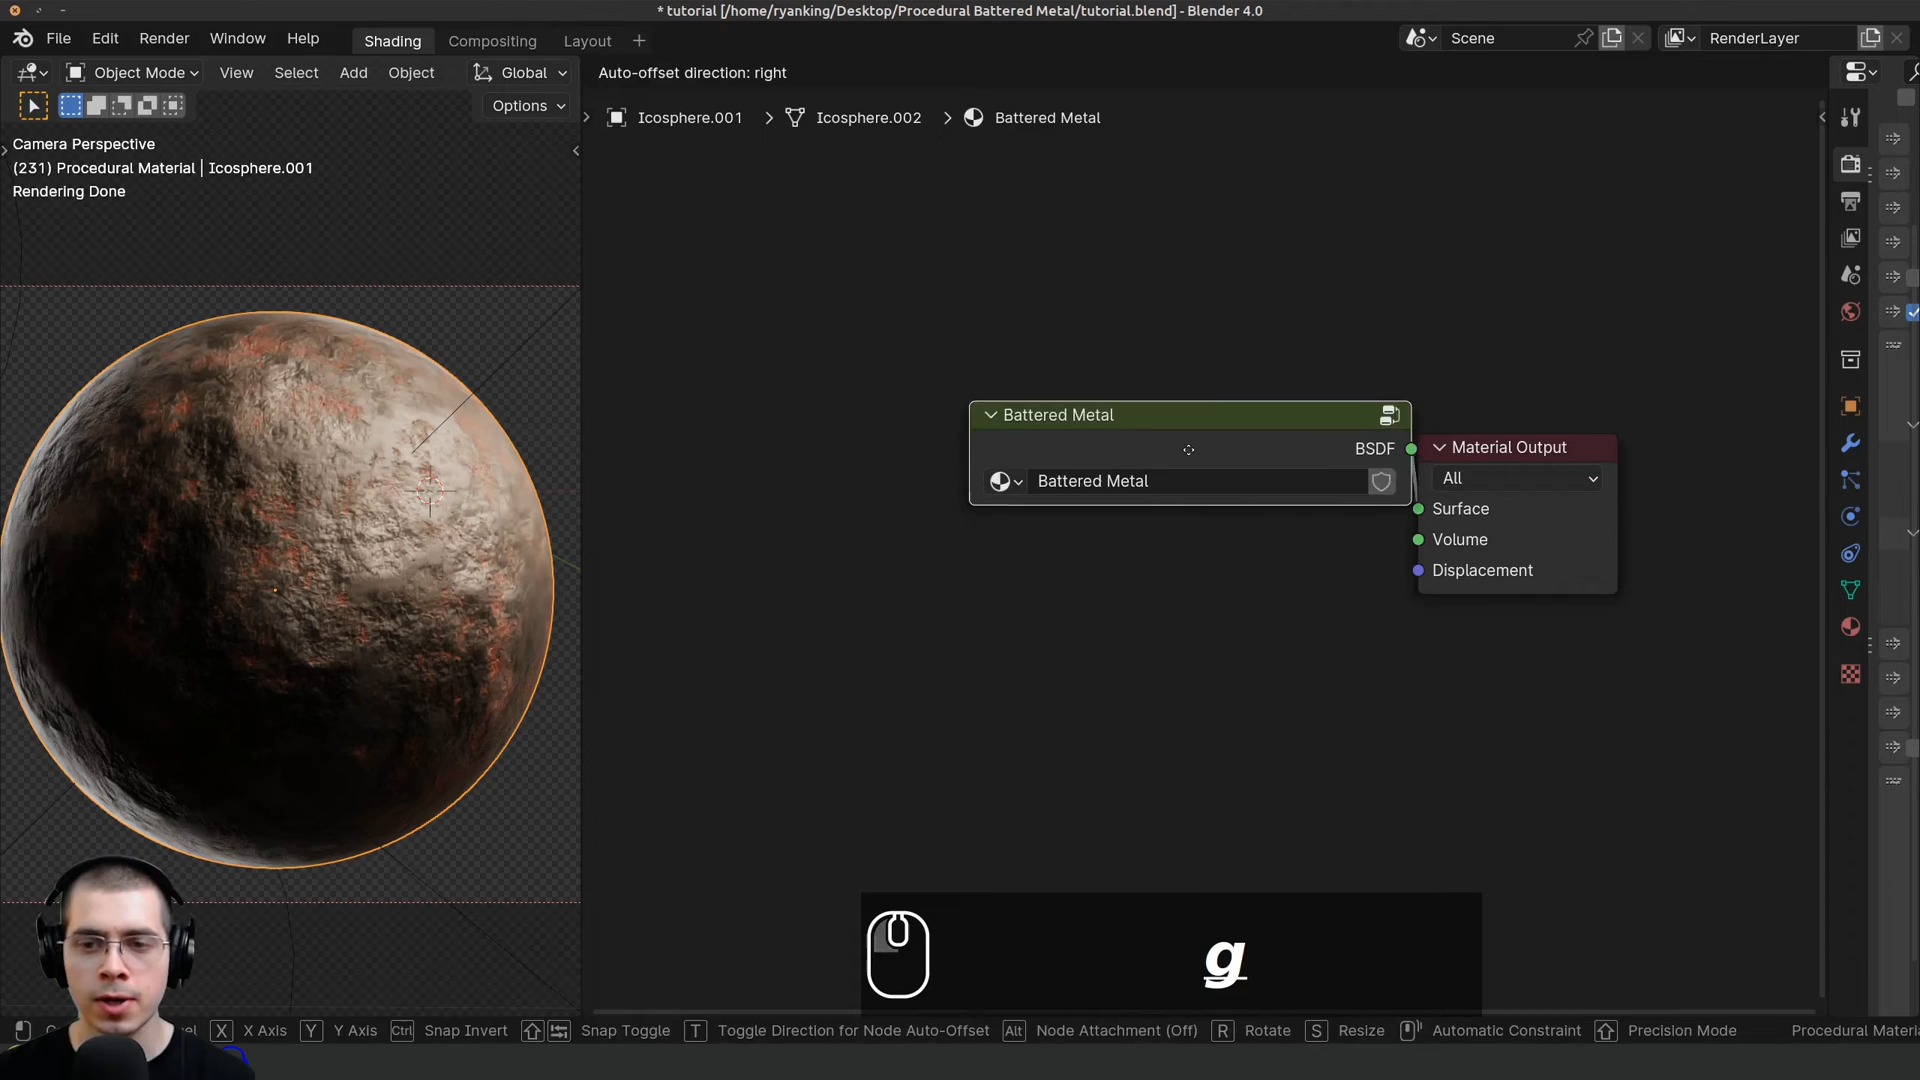 * tutorial [/home/ryanking/Desktop/Procedural Battered Metal/tutorial.blend] - Blender 4.0
File Edit Render Window Help Shading Compositing Layout + Scene RenderLayer
Object Mode View Select Add Object Global
Auto-offset direction: right
Options
Icosphere.001 > Icosphere.002 > Battered Metal
Camera Perspective
(231) Procedural Material | Icosphere.001
Rendering Done
Battered Metal
BSDF
Battered Metal
Material Output
All
Surface
Volume
Displacement
g
X X Axis Y Y Axis Ctrl Snap Invert Snap Toggle T Toggle Direction for Node Auto-Offset Alt Node Attachment (Off) R Rotate S Resize Automatic Constraint Precision Mode Procedural Materia